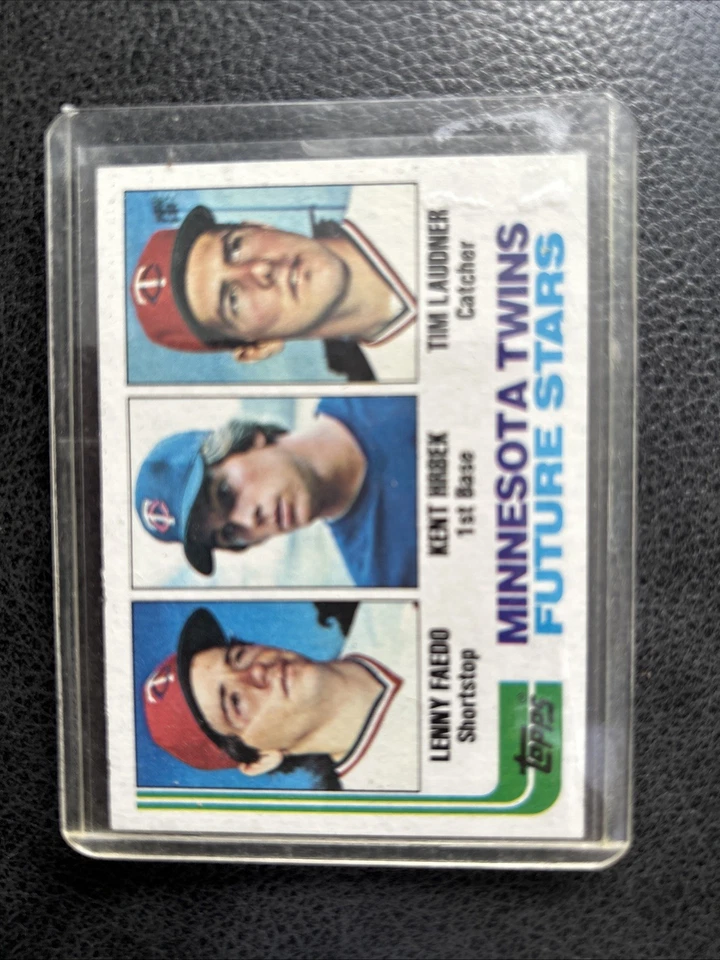 LENNY FAEDO
Shortstop
KENT HRBEK
1st Base
TIM LAUDNER
Catcher
topps
MINNESOTA TWINS
FUTURE STARS